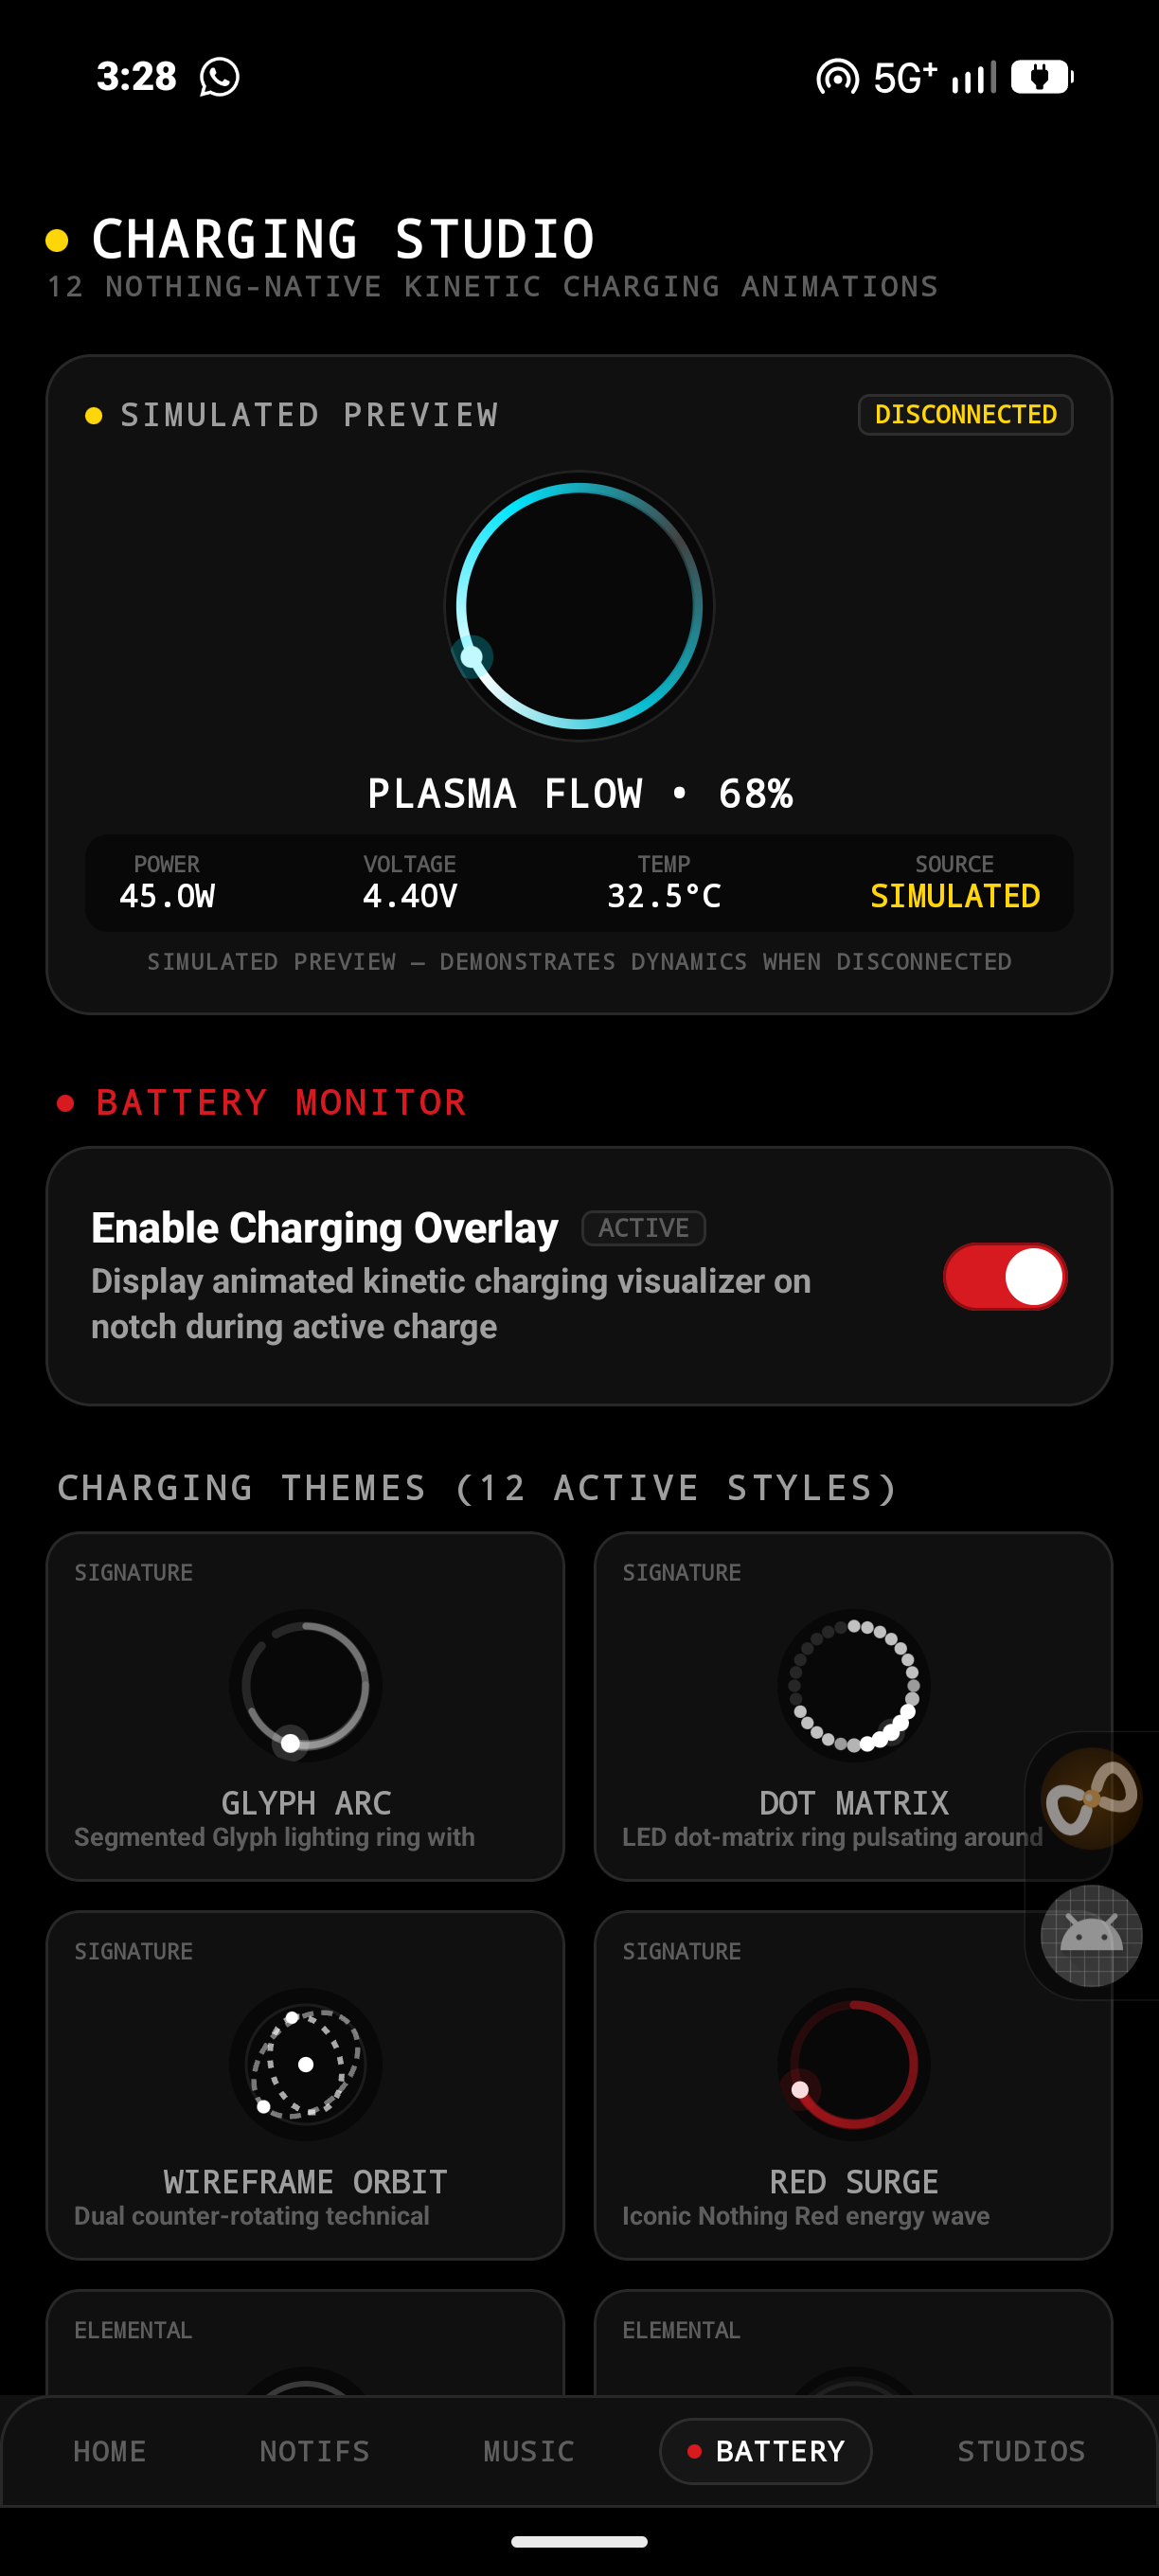 3:28
5G+
CHARGING STUDIO
12 NOTHING-NATIVE KINETIC CHARGING ANIMATIONS
SIMULATED PREVIEW
DISCONNECTED
PLASMA FLOW • 68%
POWER VOLTAGE TEMP SOURCE
45.0W 4.40V 32.5°C SIMULATED
SIMULATED PREVIEW — DEMONSTRATES DYNAMICS WHEN DISCONNECTED
BATTERY MONITOR
Enable Charging Overlay ACTIVE
Display animated kinetic charging visualizer on
notch during active charge
CHARGING THEMES (12 ACTIVE STYLES)
SIGNATURE
GLYPH ARC
Segmented Glyph lighting ring with
SIGNATURE
DOT MATRIX
LED dot-matrix ring pulsating around
SIGNATURE
WIREFRAME ORBIT
Dual counter-rotating technical
SIGNATURE
RED SURGE
Iconic Nothing Red energy wave
ELEMENTAL
ELEMENTAL
HOME NOTIFS MUSIC BATTERY STUDIOS